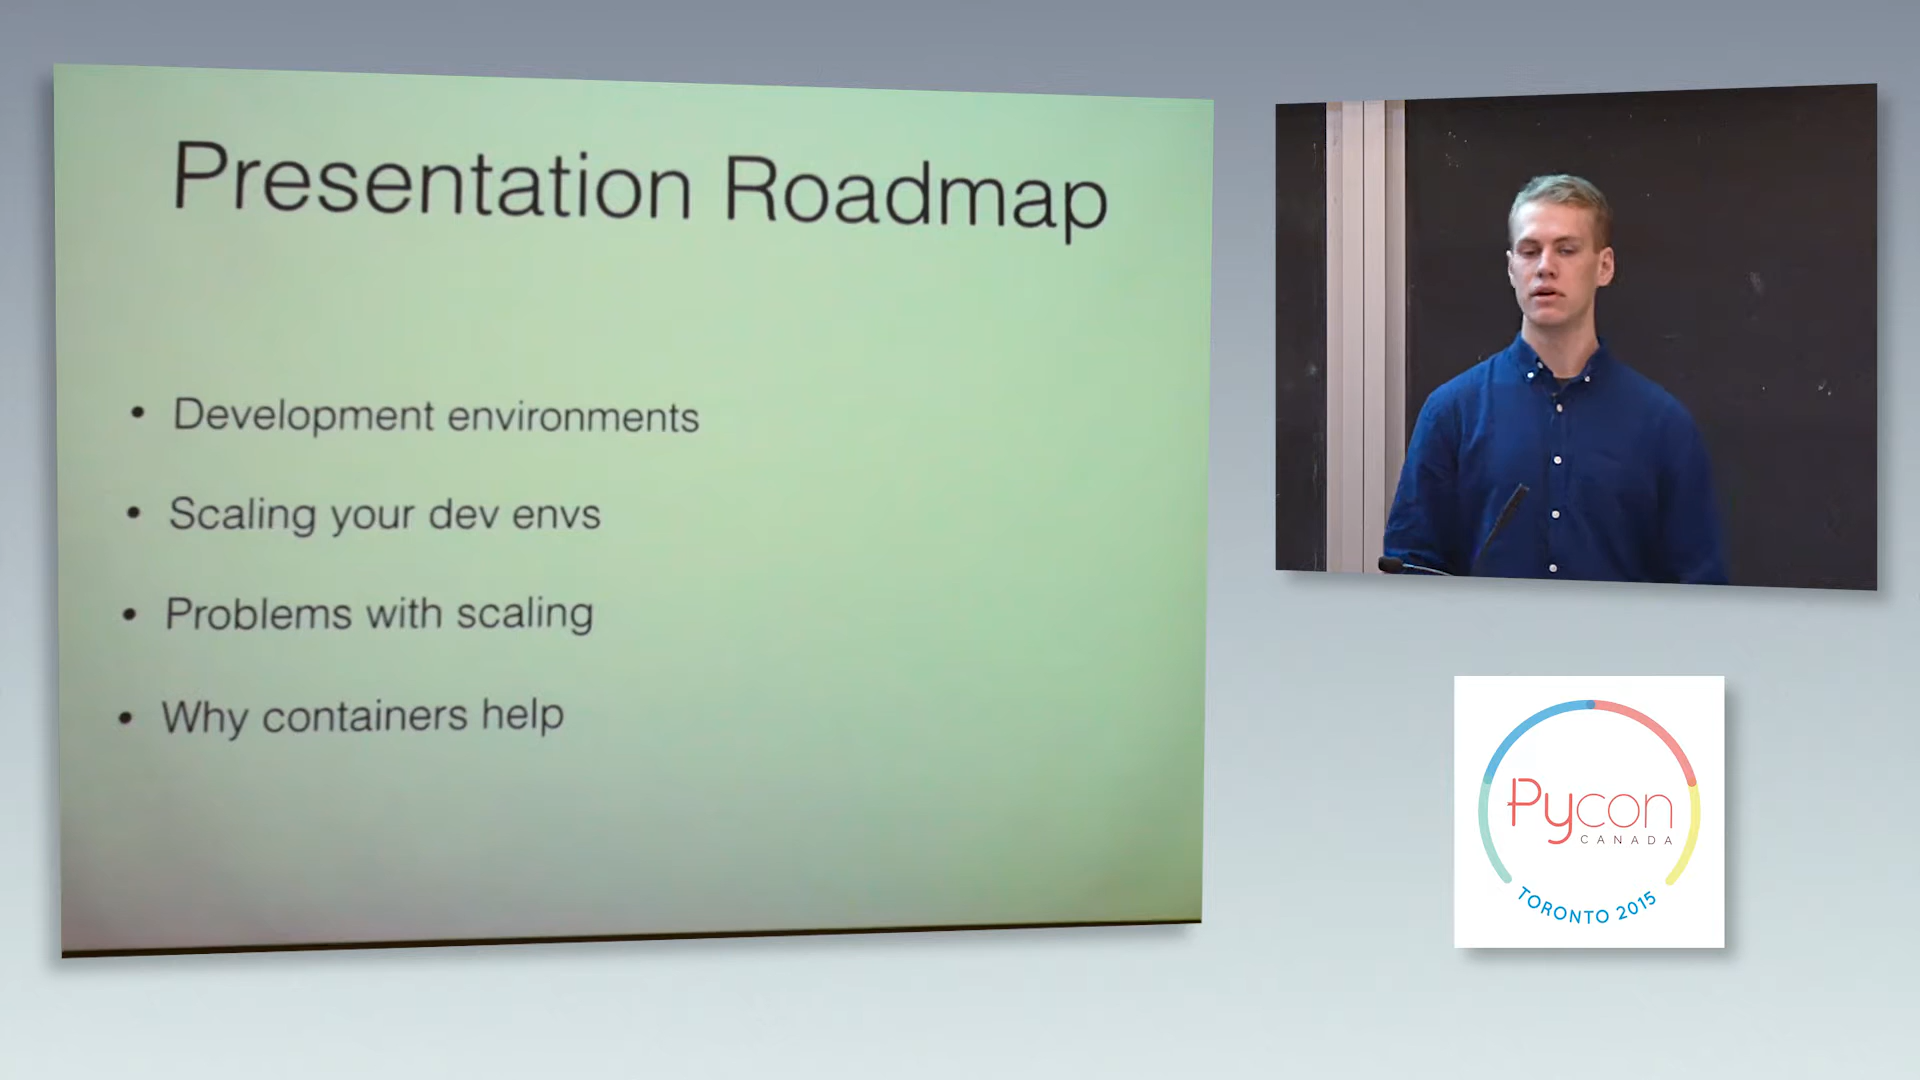 Presentation Roadmap
• Development environments
• Scaling your dev envs
• Problems with scaling
• Why containers help
Pycon
CANADA
TORONTO 2015